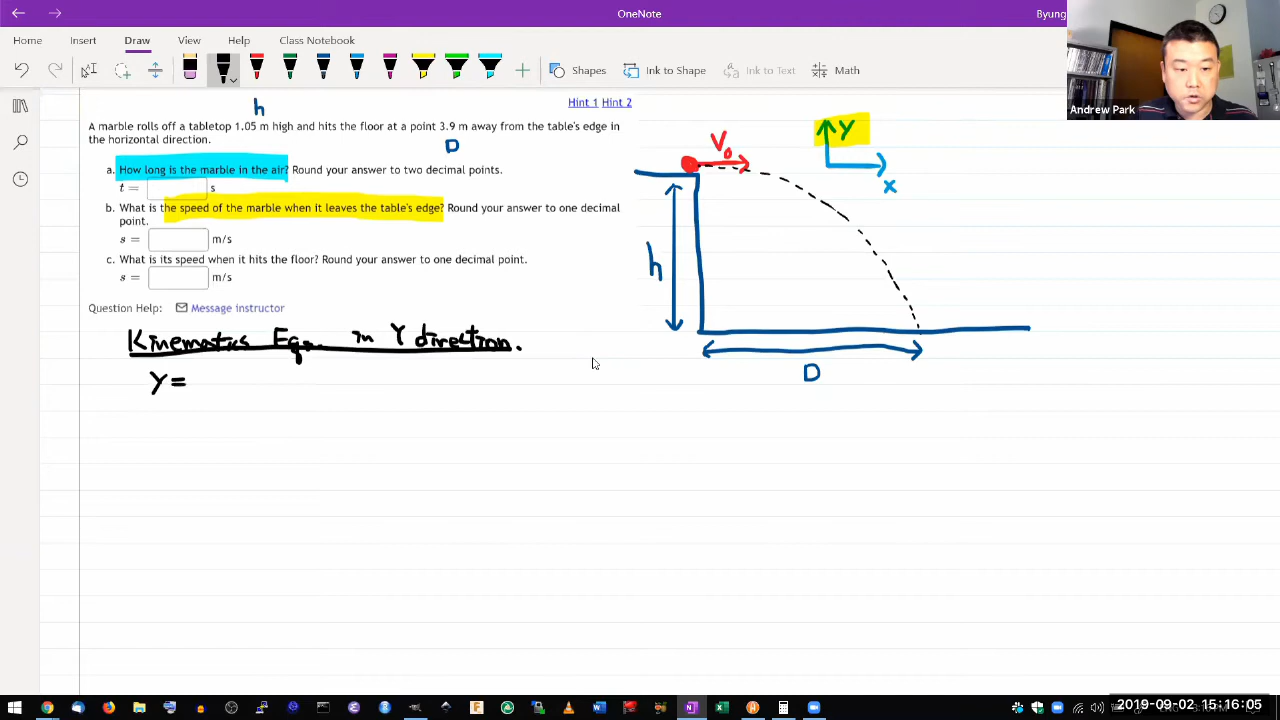 OneNote
Byung
Home Insert Draw View Help Class Notebook
Shapes Ink to Shape Ink to Text Math
Andrew Park
h
Hint 1 Hint 2
A marble rolls off a tabletop 1.05 m high and hits the floor at a point 3.9 m away from the table's edge in
the horizontal direction.
D
a. How long is the marble in the air? Round your answer to two decimal points.
t = s
b. What is the speed of the marble when it leaves the table's edge? Round your answer to one decimal
point.
s = m/s
c. What is its speed when it hits the floor? Round your answer to one decimal point.
s = m/s
Question Help: Message instructor
Kinematics Eqn. in Y direction.
Y=
V₀
Y
x
h
D
2019-09-02 15:16:05